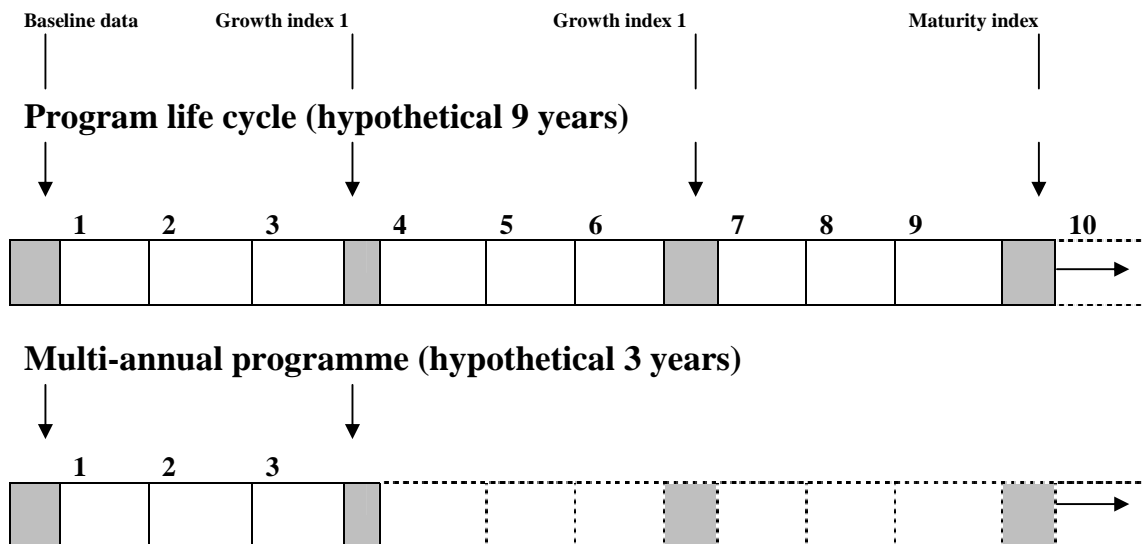 Baseline data Growth index 1 Growth index 1 Maturity index
Program life cycle (hypothetical 9 years)
1 2 3 4 5 6 7 8 9 10
Multi-annual programme (hypothetical 3 years)
1 2 3